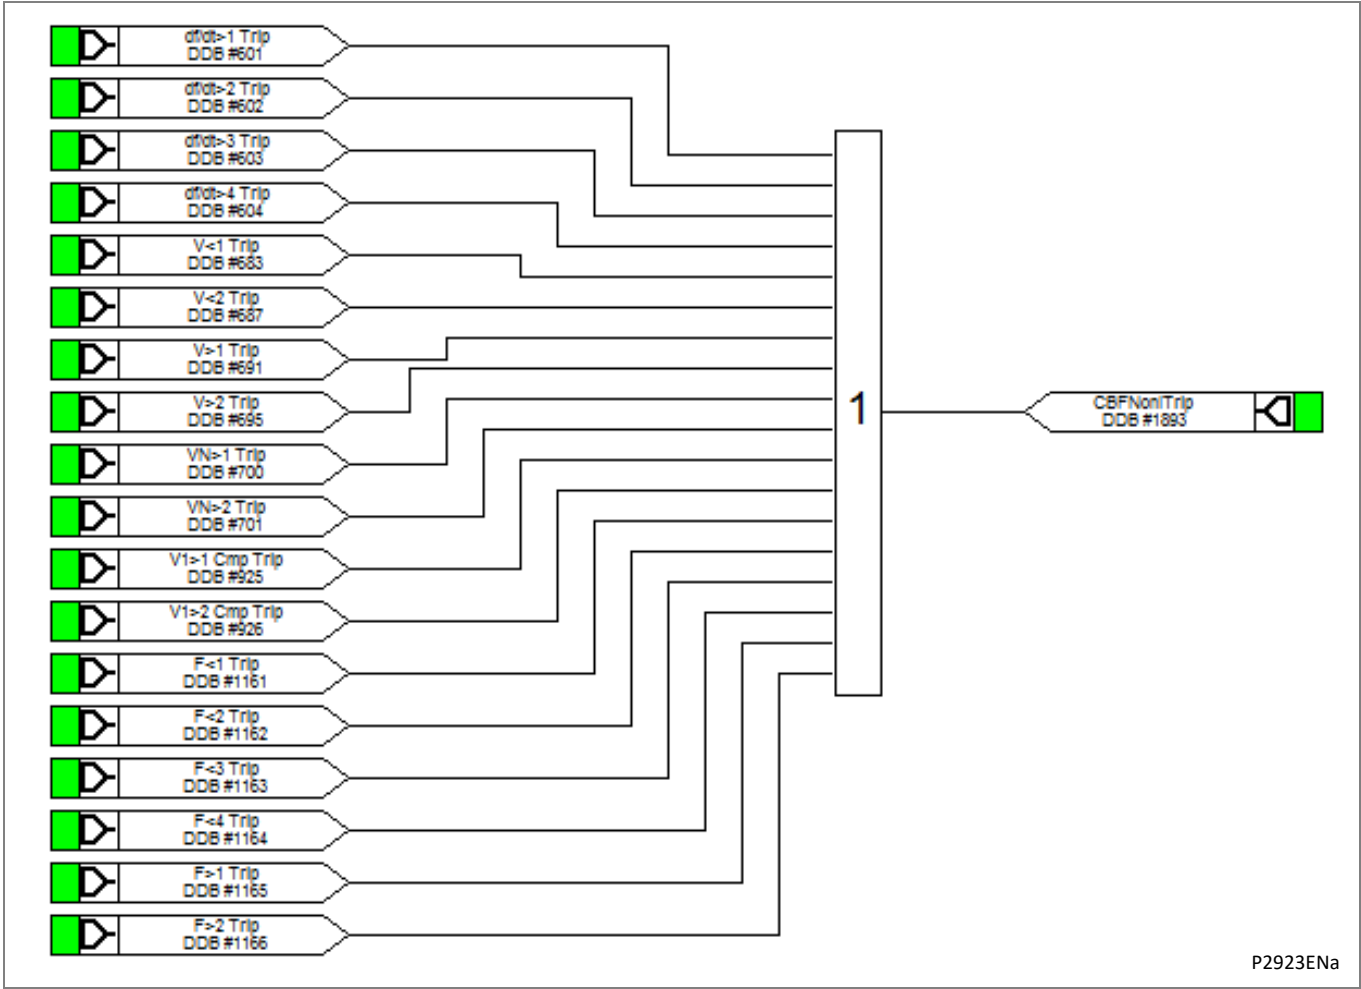 df/dt>1 Trip
DDB #601
df/dt>2 Trip
DDB #602
df/dt>3 Trip
DDB #603
df/dt>4 Trip
DDB #604
V<1 Trip
DDB #683
V<2 Trip
DDB #687
V>1 Trip
DDB #691
V>2 Trip
DDB #695
VN>1 Trip
DDB #700
VN>2 Trip
DDB #701
V1>1 Cmp Trip
DDB #925
V1>2 Cmp Trip
DDB #926
F<1 Trip
DDB #1161
F<2 Trip
DDB #1162
F<3 Trip
DDB #1163
F<4 Trip
DDB #1164
F>1 Trip
DDB #1165
F>2 Trip
DDB #1166
1
CBFNonITrip
DDB #1893
P2923ENa